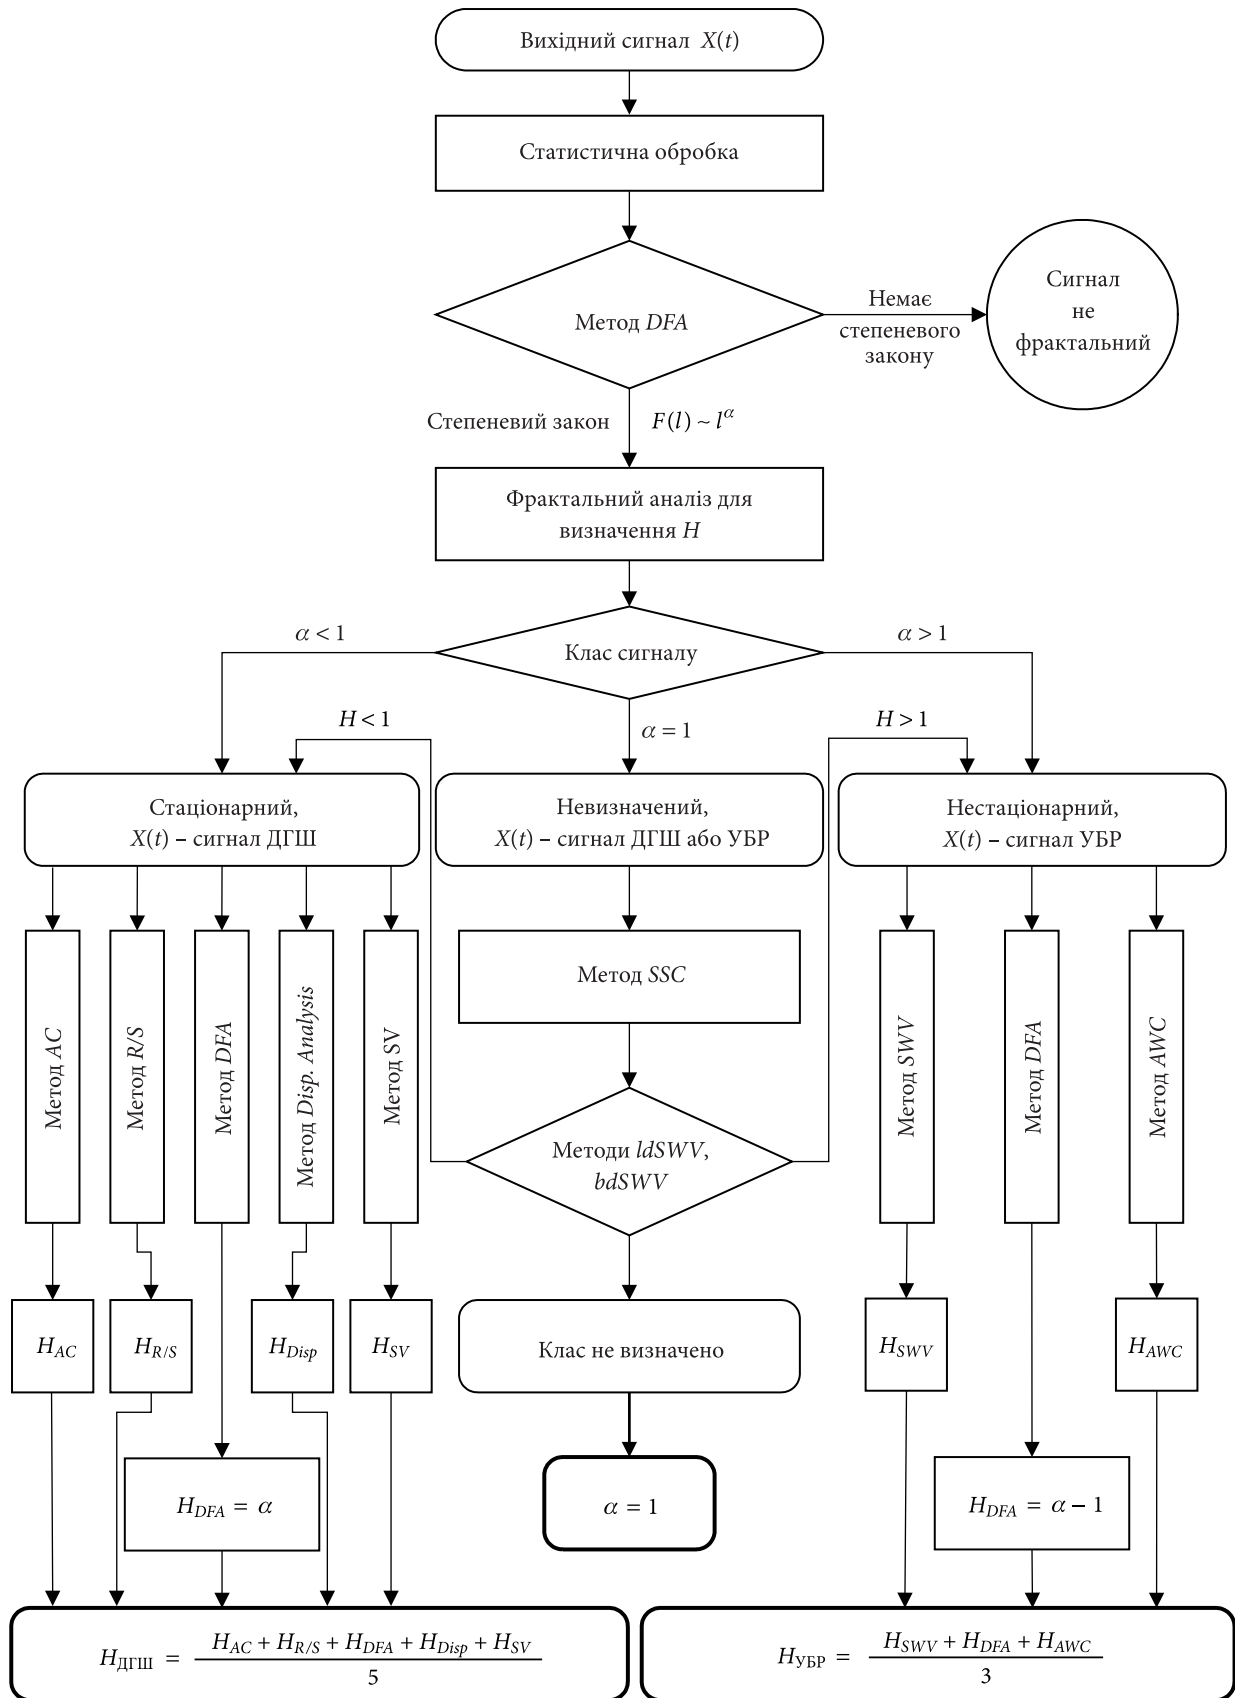 Вихідний сигнал X(t)
Статистична обробка
Метод DFA
Немає
степеневого
закону
Сигнал
не
фрактальний
Степеневий закон F(l) ~ l^α
Фрактальний аналіз для
визначення H
α < 1
Клас сигналу
α > 1
H < 1
α = 1
H > 1
Стаціонарний,
X(t) – сигнал ДГШ
Невизначений,
X(t) – сигнал ДГШ або УБР
Нестаціонарний,
X(t) – сигнал УБР
Метод AC
Метод R/S
Метод DFA
Метод Disp. Analysis
Метод SV
Метод SSC
Метод SWV
Метод DFA
Метод AWC
Методи ldSWV,
bdSWV
H_AC
H_R/S
H_Disp
H_SV
Клас не визначено
H_SWV
H_AWC
H_DFA = α
α = 1
H_DFA = α − 1
H_ДГШ = (H_AC + H_R/S + H_DFA + H_Disp + H_SV) / 5
H_УБР = (H_SWV + H_DFA + H_AWC) / 3